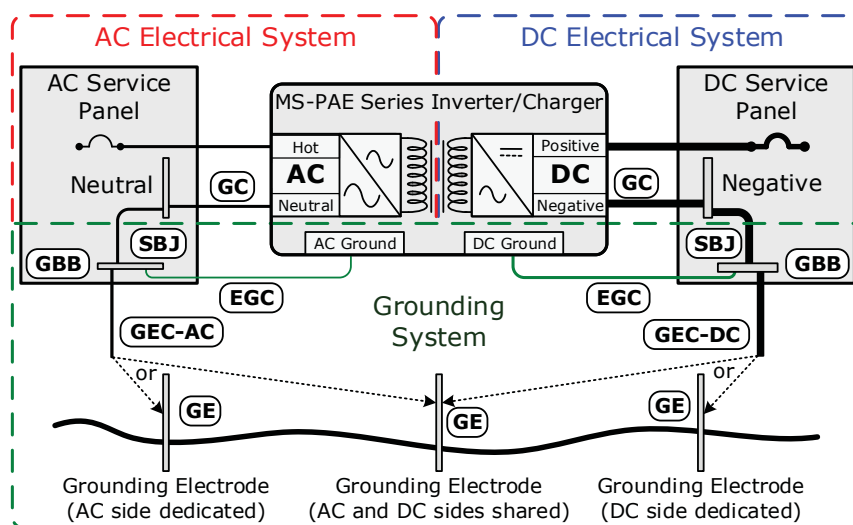 AC Electrical System
DC Electrical System
AC Service
Panel
MS-PAE Series Inverter/Charger
DC Service
Panel
Hot
AC
Neutral
Positive
DC
Negative
Neutral
GC
GC
Negative
SBJ
SBJ
AC Ground
DC Ground
GBB
GBB
EGC
EGC
Grounding
System
GEC-AC
GEC-DC
or
or
GE
GE
GE
Grounding Electrode
(AC side dedicated)
Grounding Electrode
(AC and DC sides shared)
Grounding Electrode
(DC side dedicated)